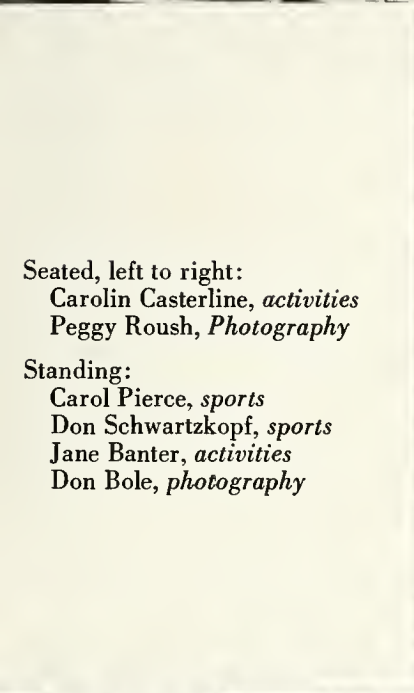 Seated, left to right:
Carolin Casterline, activities
Peggy Roush, Photography
Standing:
Carol Pierce, sports
Don Schwartzkopf, sports
Jane Banter, activities
Don Bole, photography